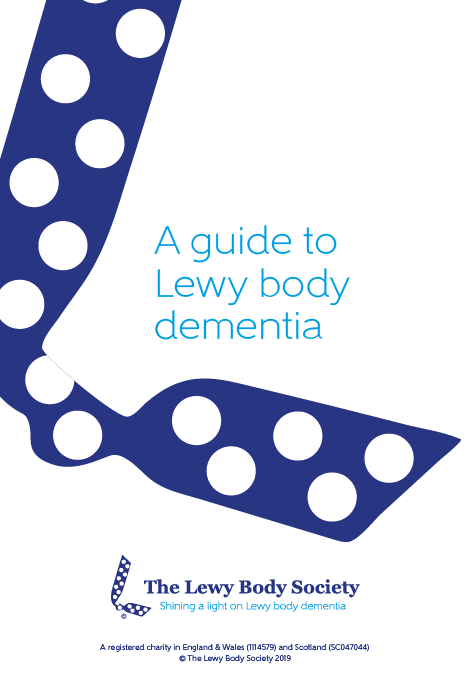 A guide to
Lewy body
dementia
The Lewy Body Society
Shining a light on Lewy body dementia
®
A registered charity in England & Wales (1114579) and Scotland (SC047044)
© The Lewy Body Society 2019